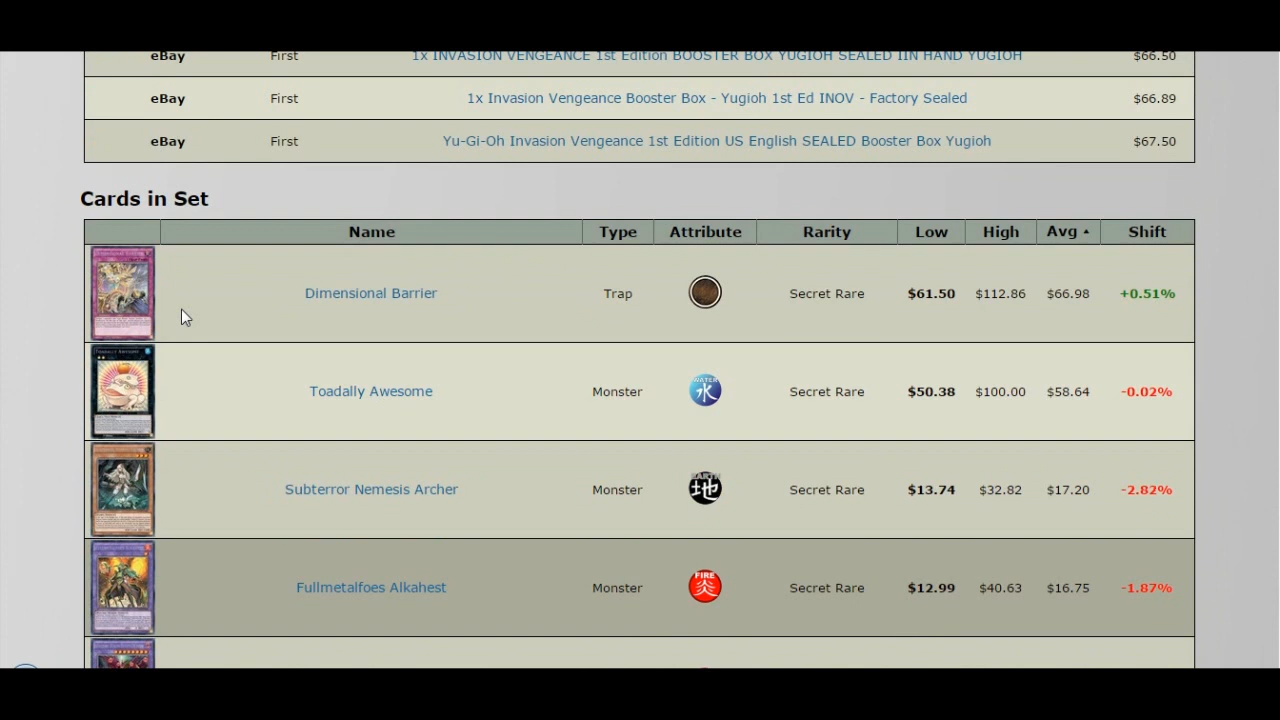 eBay First 1x INVASION VENGEANCE 1st Edition BOOSTER BOX YUGIOH SEALED IIN HAND YUGIOH $66.50
eBay First 1x Invasion Vengeance Booster Box - Yugioh 1st Ed INOV - Factory Sealed $66.89
eBay First Yu-Gi-Oh Invasion Vengeance 1st Edition US English SEALED Booster Box Yugioh $67.50
Cards in Set
Name Type Attribute Rarity Low High Avg Shift
Dimensional Barrier Trap Secret Rare $61.50 $112.86 $66.98 +0.51%
Toadally Awesome Monster WATER 水 Secret Rare $50.38 $100.00 $58.64 -0.02%
Subterror Nemesis Archer Monster EARTH 地 Secret Rare $13.74 $32.82 $17.20 -2.82%
Fullmetalfoes Alkahest Monster FIRE 炎 Secret Rare $12.99 $40.63 $16.75 -1.87%